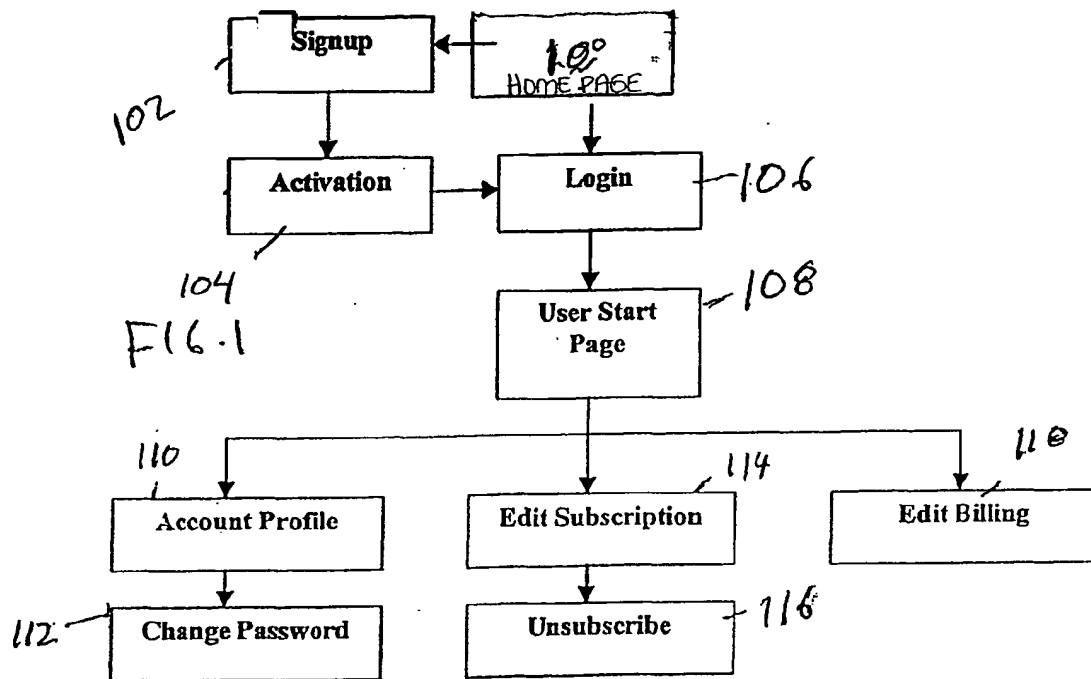 Signup
100
HOME PAGE
102
Activation
Login
106
104
FIG.1
User Start
Page
108
110
114
Account Profile
Edit Subscription
Edit Billing
112
Change Password
Unsubscribe
116